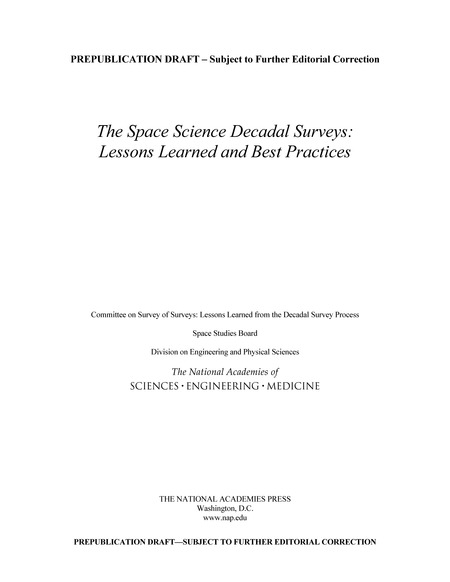 PREPUBLICATION DRAFT – Subject to Further Editorial Correction
The Space Science Decadal Surveys:
Lessons Learned and Best Practices
Committee on Survey of Surveys: Lessons Learned from the Decadal Survey Process
Space Studies Board
Division on Engineering and Physical Sciences
The National Academies of
SCIENCES • ENGINEERING • MEDICINE
THE NATIONAL ACADEMIES PRESS
Washington, D.C.
www.nap.edu
PREPUBLICATION DRAFT—SUBJECT TO FURTHER EDITORIAL CORRECTION